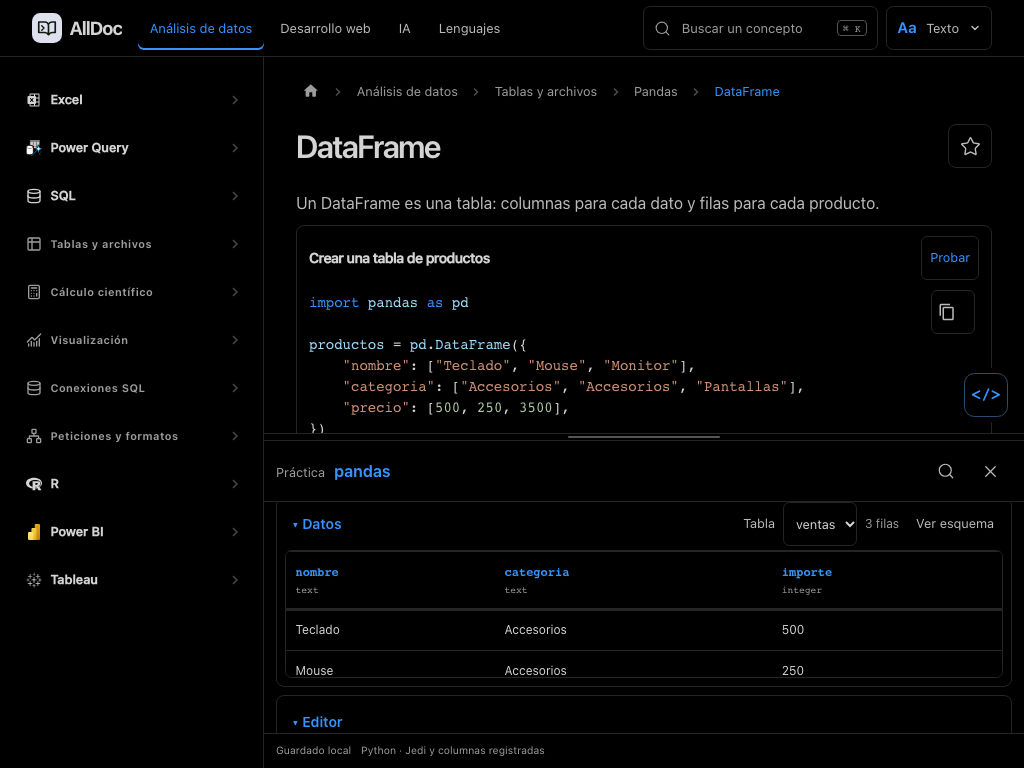 AllDoc
Análisis de datos
Desarrollo web
IA
Lenguajes
Buscar un concepto
⌘ K
Aa Texto
Excel
Power Query
SQL
Tablas y archivos
Cálculo científico
Visualización
Conexiones SQL
Peticiones y formatos
R
Power BI
Tableau
Análisis de datos > Tablas y archivos > Pandas > DataFrame
DataFrame
Un DataFrame es una tabla: columnas para cada dato y filas para cada producto.
Crear una tabla de productos
Probar
import pandas as pd
productos = pd.DataFrame({
    "nombre": ["Teclado", "Mouse", "Monitor"],
    "categoria": ["Accesorios", "Accesorios", "Pantallas"],
    "precio": [500, 250, 3500],
})
</>
Práctica pandas
Datos
Tabla ventas 3 filas Ver esquema
nombre categoria importe
text text integer
Teclado Accesorios 500
Mouse Accesorios 250
Editor
Guardado local Python · Jedi y columnas registradas